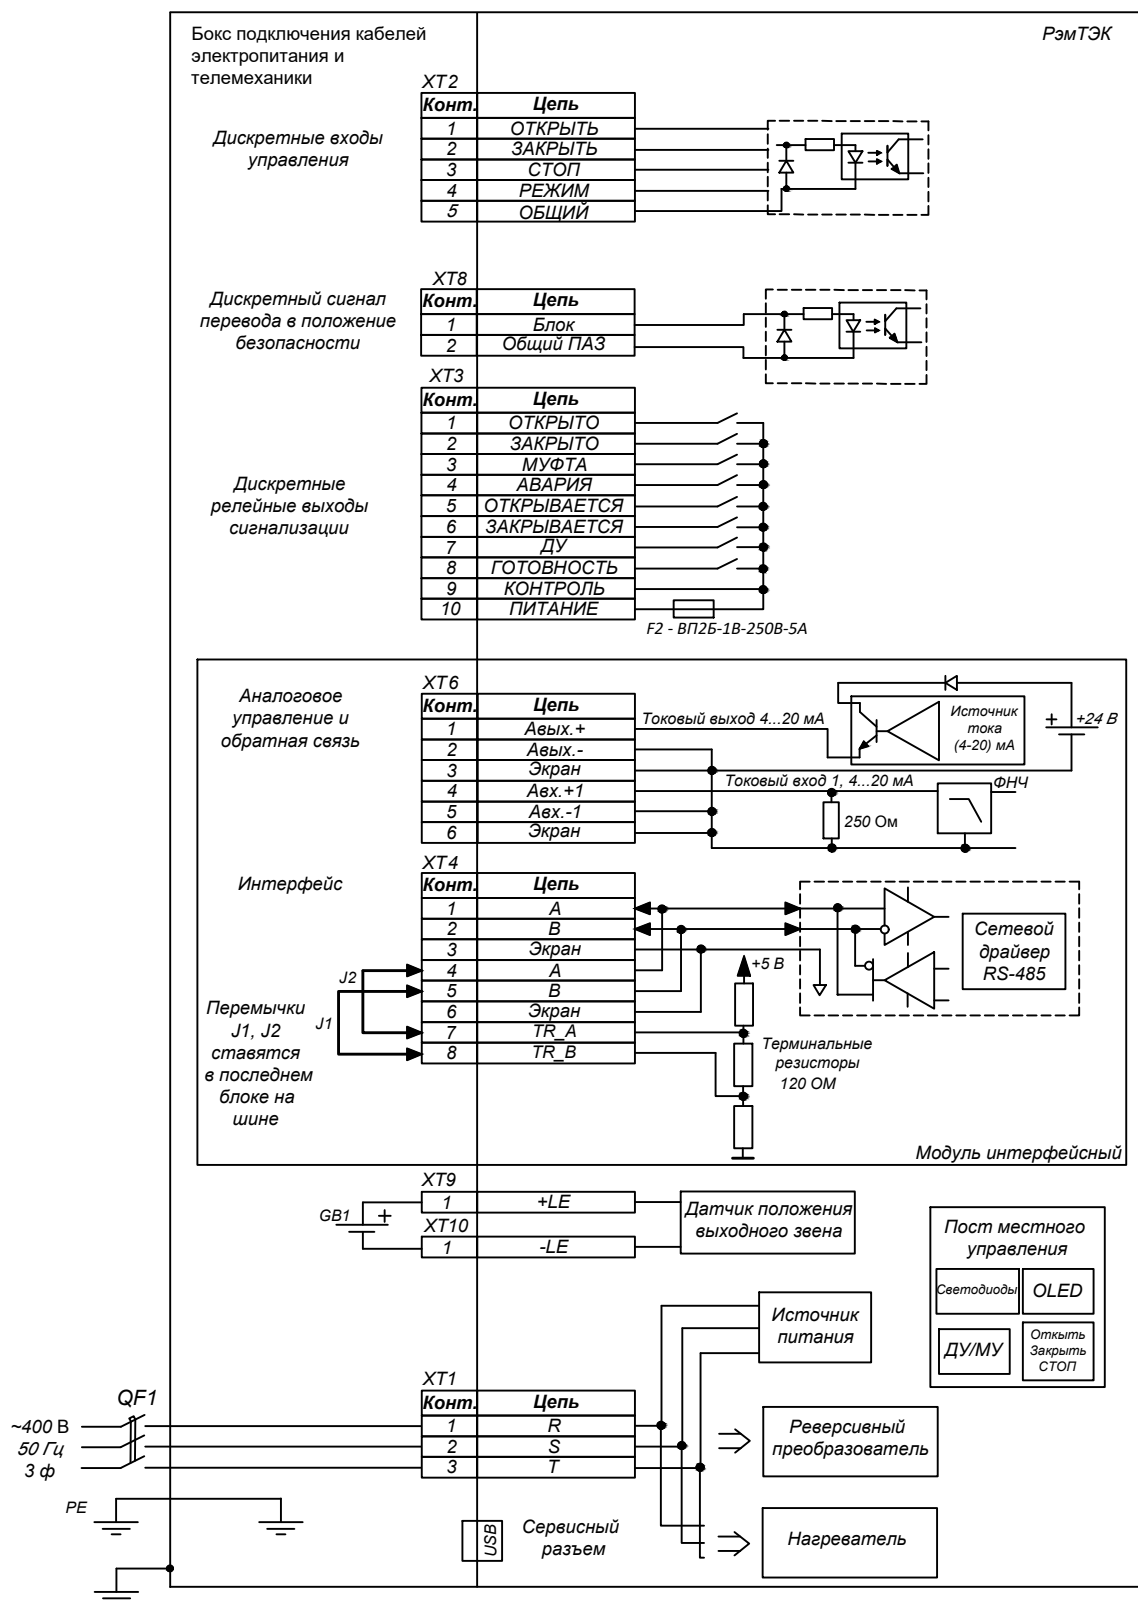 Бокс подключения кабелей
электропитания и
телемеханики
РэмТЭК
XT2
Конт. Цепь
1 ОТКРЫТЬ
2 ЗАКРЫТЬ
3 СТОП
4 РЕЖИМ
5 ОБЩИЙ
Дискретные входы
управления
XT8
Конт. Цепь
1 Блок
2 Общий ПАЗ
Дискретный сигнал
перевода в положение
безопасности
XT3
Конт. Цепь
1 ОТКРЫТО
2 ЗАКРЫТО
3 МУФТА
4 АВАРИЯ
5 ОТКРЫВАЕТСЯ
6 ЗАКРЫВАЕТСЯ
7 ДУ
8 ГОТОВНОСТЬ
9 КОНТРОЛЬ
10 ПИТАНИЕ
Дискретные
релейные выходы
сигнализации
F2 - ВП2Б-1В-250В-5А
XT6
Конт. Цепь
1 Авых.+
2 Авых.-
3 Экран
4 Авх.+1
5 Авх.-1
6 Экран
Аналоговое
управление и
обратная связь
Токовый выход 4...20 мА
Источник
тока
(4-20) мА
+
+24 В
Токовый вход 1, 4...20 мА
ФНЧ
250 Ом
XT4
Конт. Цепь
1 A
2 B
3 Экран
4 A
5 B
6 Экран
7 TR_A
8 TR_B
Интерфейс
J2
J1
Перемычки
J1, J2
ставятся
в последнем
блоке на
шине
+5 В
Терминальные
резисторы
120 ОМ
Сетевой
драйвер
RS-485
Модуль интерфейсный
XT9
1 +LE
XT10
1 -LE
GB1
+
Датчик положения
выходного звена
Пост местного
управления
Светодиоды
OLED
ДУ/МУ
Откыть
Закрыть
СТОП
Источник
питания
XT1
Конт. Цепь
1 R
2 S
3 T
QF1
~400 В
50 Гц
3 ф
PE
Реверсивный
преобразователь
Нагреватель
USB
Сервисный
разъем